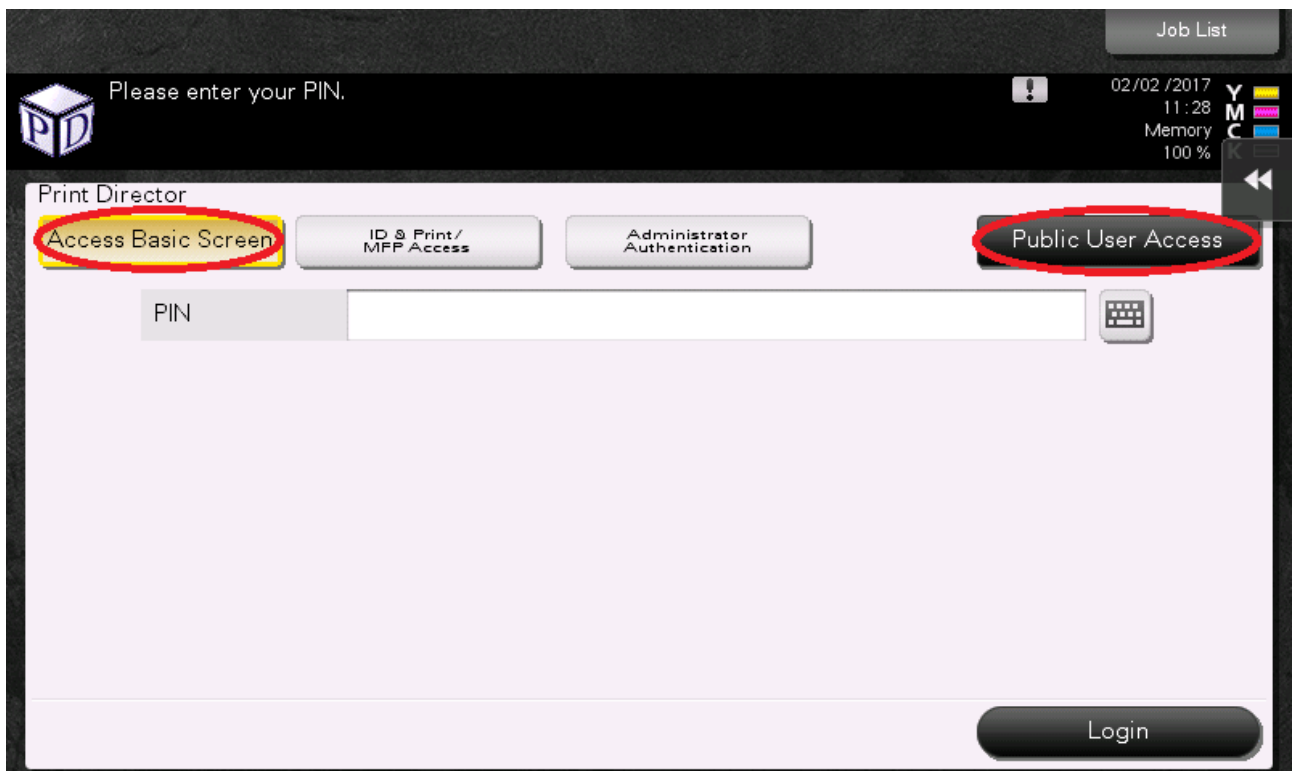 Job List
Please enter your PIN.
!
02/02 /2017
11:28
Memory
100 %
Y
M
C
K
PD
Print Director
Access Basic Screen
ID & Print/
MFP Access
Administrator
Authentication
Public User Access
PIN
Login